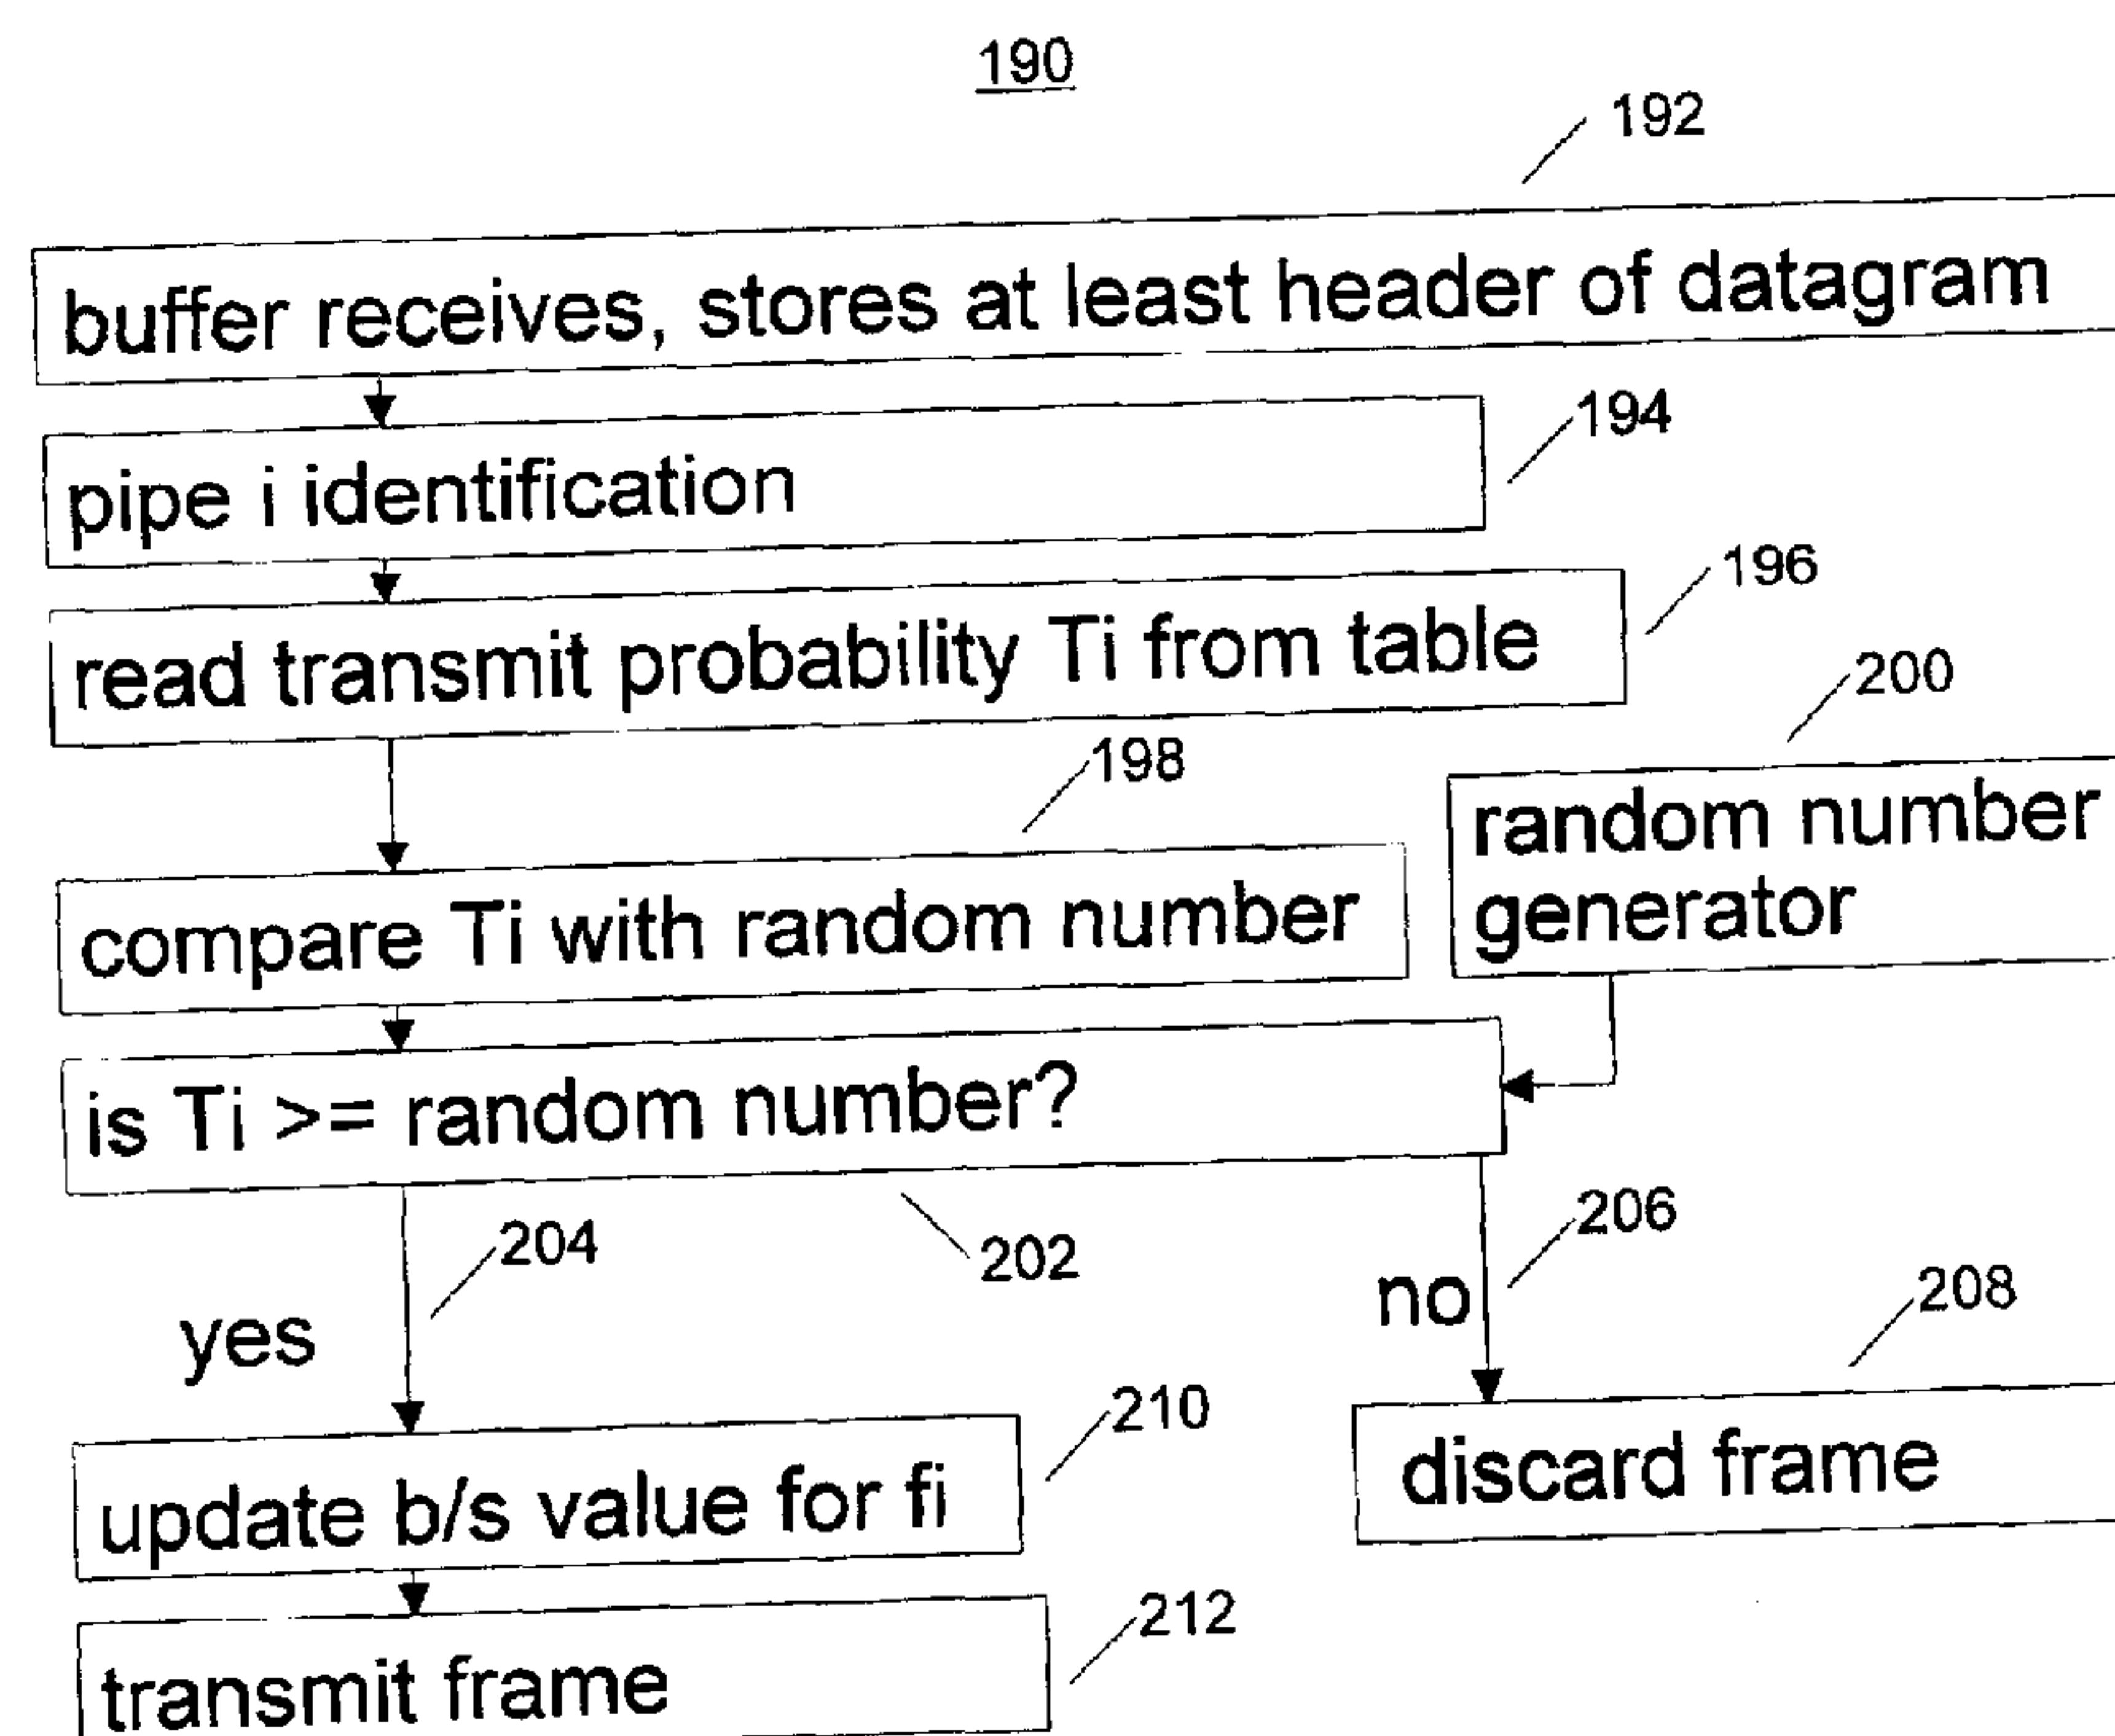 190
192
buffer receives, stores at least header of datagram
194
pipe i identification
196
read transmit probability Ti from table
200
198
random number
generator
compare Ti with random number
is Ti >= random number?
204
202
206
yes
no
208
210
update b/s value for fi
discard frame
212
transmit frame